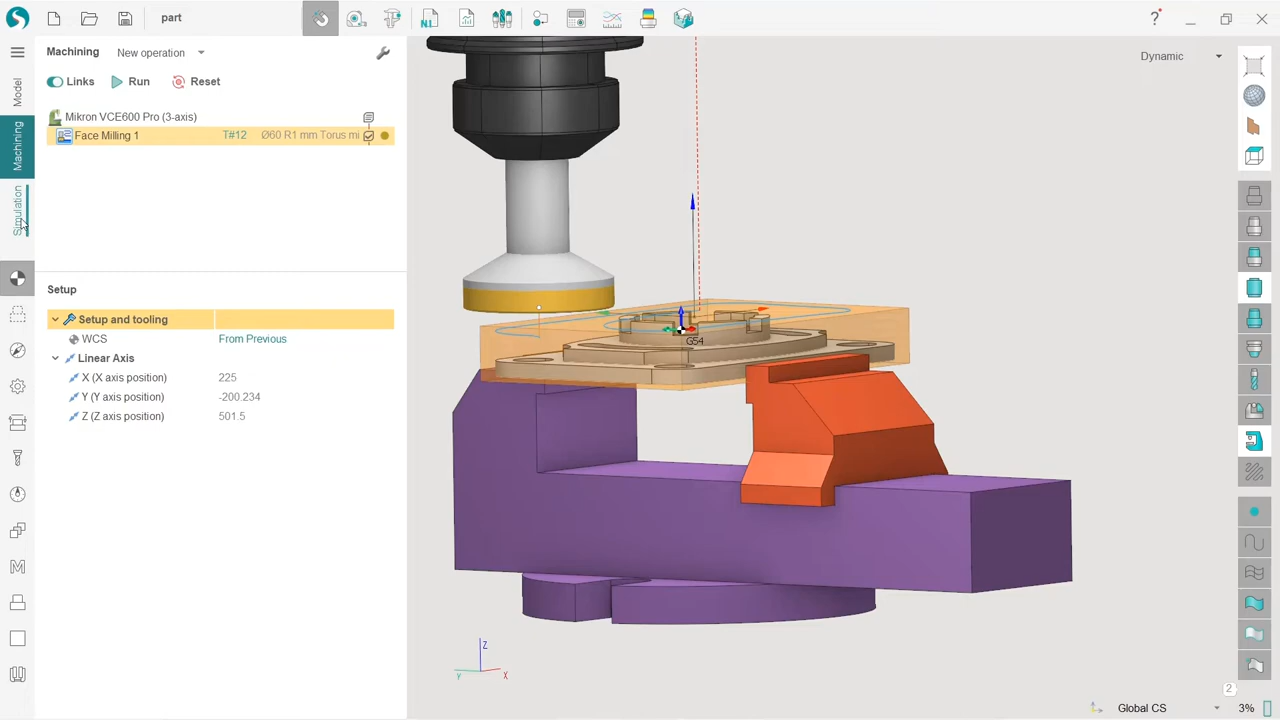 part
Machining
New operation
Links
Run
Reset
Mikron VCE600 Pro (3-axis)
Face Milling 1 T#12 Ø60 R1 mm Torus mi
Model
Machining
Simulation
Setup
Setup and tooling
WCS From Previous
Linear Axis
X (X axis position) 225
Y (Y axis position) -200.234
Z (Z axis position) 501.5
Dynamic
G54
Z
Y
X
2
Global CS
3%